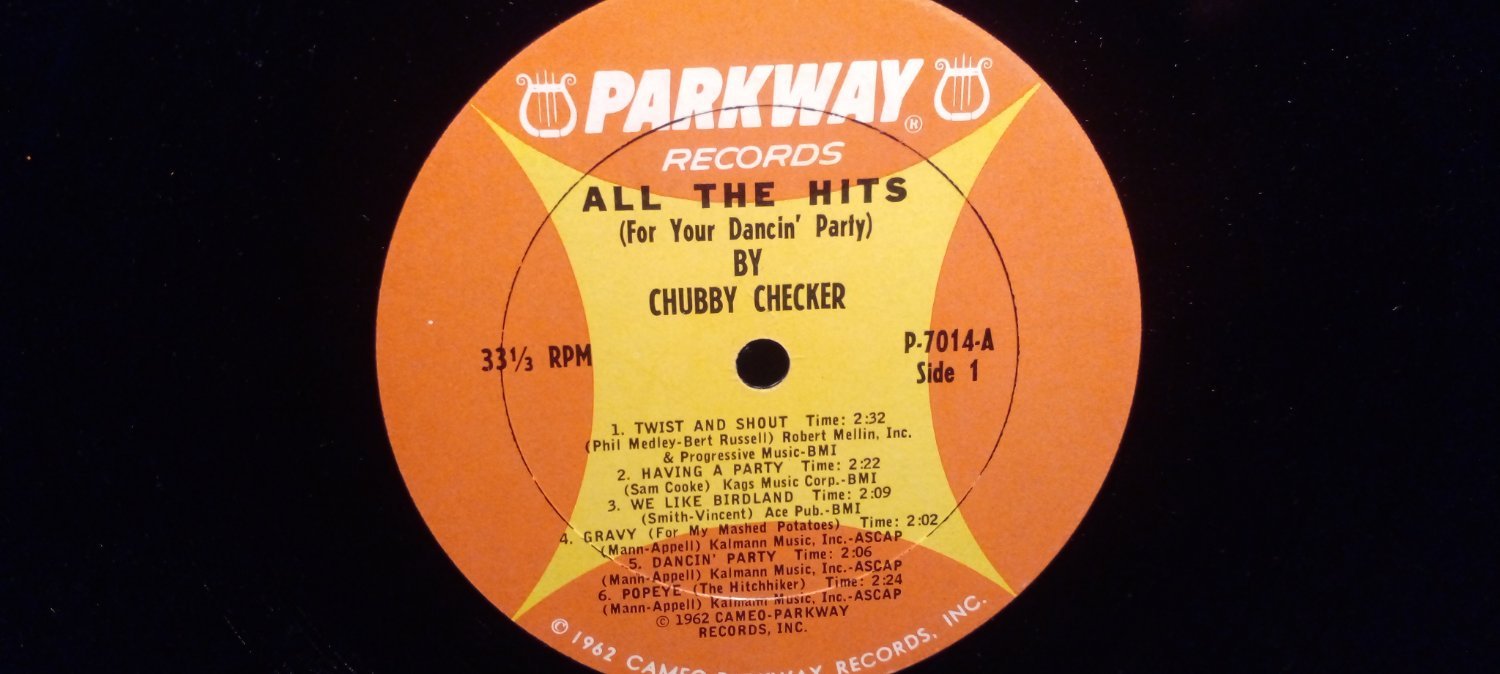 PARKWAY ®
RECORDS
ALL THE HITS
(For Your Dancin' Party)
BY
CHUBBY CHECKER
33⅓ RPM
P-7014-A
Side 1
1. TWIST AND SHOUT Time: 2:32
(Phil Medley-Bert Russell) Robert Mellin, Inc.
& Progressive Music-BMI
2. HAVING A PARTY Time: 2:22
(Sam Cooke) Kags Music Corp.-BMI
3. WE LIKE BIRDLAND Time: 2:09
(Smith-Vincent) Ace Pub.-BMI
4. GRAVY (For My Mashed Potatoes) Time: 2:02
(Mann-Appell) Kalmann Music, Inc.-ASCAP
5. DANCIN' PARTY Time: 2:06
(Mann-Appell) Kalmann Music, Inc.-ASCAP
6. POPEYE (The Hitchhiker) Time: 2:24
(Mann-Appell) Kalmann Music, Inc.-ASCAP
© 1962 CAMEO-PARKWAY
RECORDS, INC.
© 1962 CAMEO-PARKWAY RECORDS, INC.